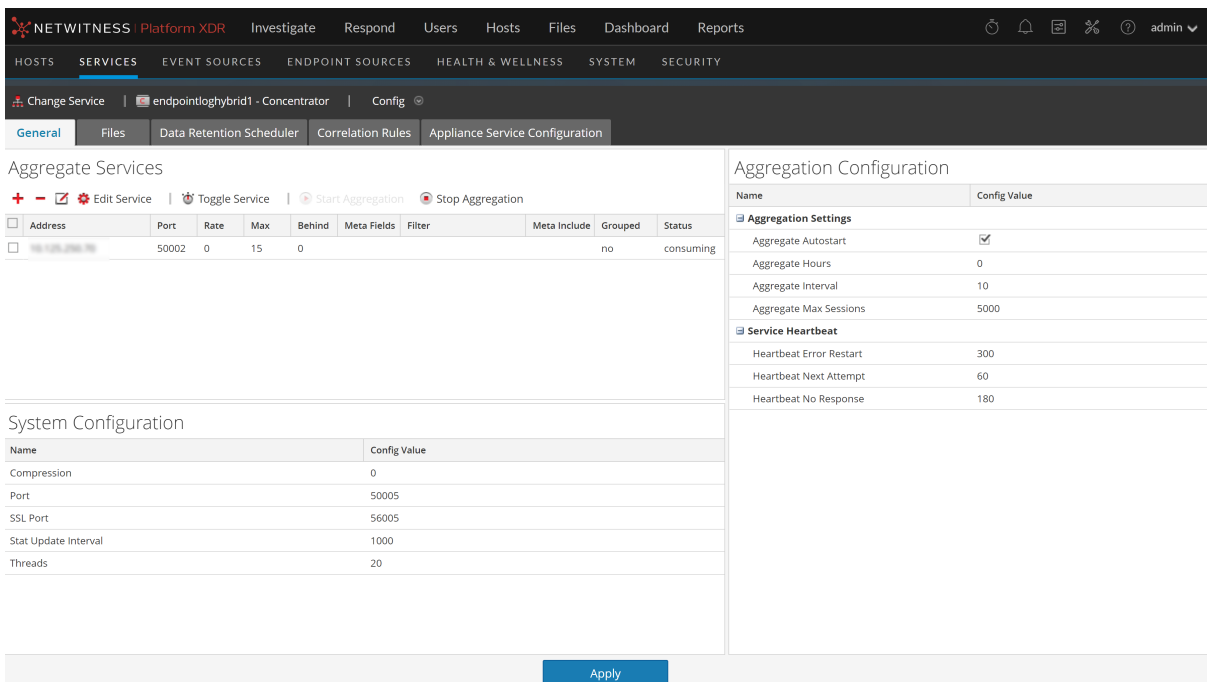 NETWITNESS Platform XDR Investigate Respond Users Hosts Files Dashboard Reports admin
HOSTS SERVICES EVENT SOURCES ENDPOINT SOURCES HEALTH & WELLNESS SYSTEM SECURITY
Change Service | endpointloghybrid1 - Concentrator | Config
General Files Data Retention Scheduler Correlation Rules Appliance Service Configuration
Aggregate Services
Edit Service | Toggle Service | Start Aggregation Stop Aggregation
Address Port Rate Max Behind Meta Fields Filter Meta Include Grouped Status
50002 0 15 0 no consuming
System Configuration
Name Config Value
Compression 0
Port 50005
SSL Port 56005
Stat Update Interval 1000
Threads 20
Aggregation Configuration
Name Config Value
Aggregation Settings
Aggregate Autostart
Aggregate Hours 0
Aggregate Interval 10
Aggregate Max Sessions 5000
Service Heartbeat
Heartbeat Error Restart 300
Heartbeat Next Attempt 60
Heartbeat No Response 180
Apply